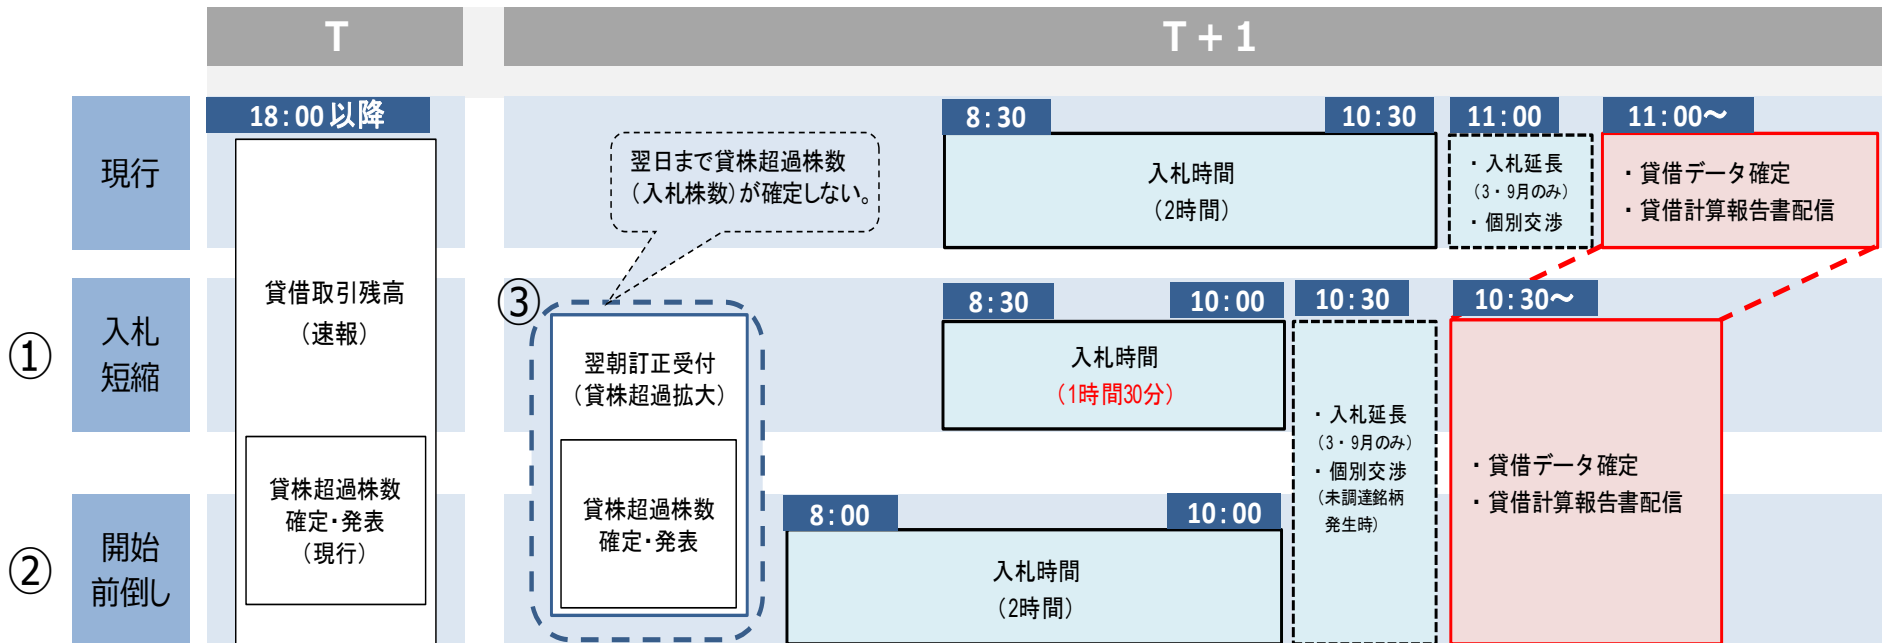 T
T+1
現行
18:00以降
貸借取引残高
（速報）
貸株超過株数
確定・発表
（現行）
翌日まで貸株超過株数
（入札株数）が確定しない。
8:30
10:30
入札時間
（2時間）
11:00
・入札延長
（3・9月のみ）
・個別交渉
11:00～
・貸借データ確定
・貸借計算報告書配信
①
入札
短縮
③
翌朝訂正受付
（貸株超過拡大）
貸株超過株数
確定・発表
8:30
10:00
入札時間
（1時間30分）
10:30
・入札延長
（3・9月のみ）
・個別交渉
（未調達銘柄
発生時）
10:30～
・貸借データ確定
・貸借計算報告書配信
②
開始
前倒し
8:00
10:00
入札時間
（2時間）